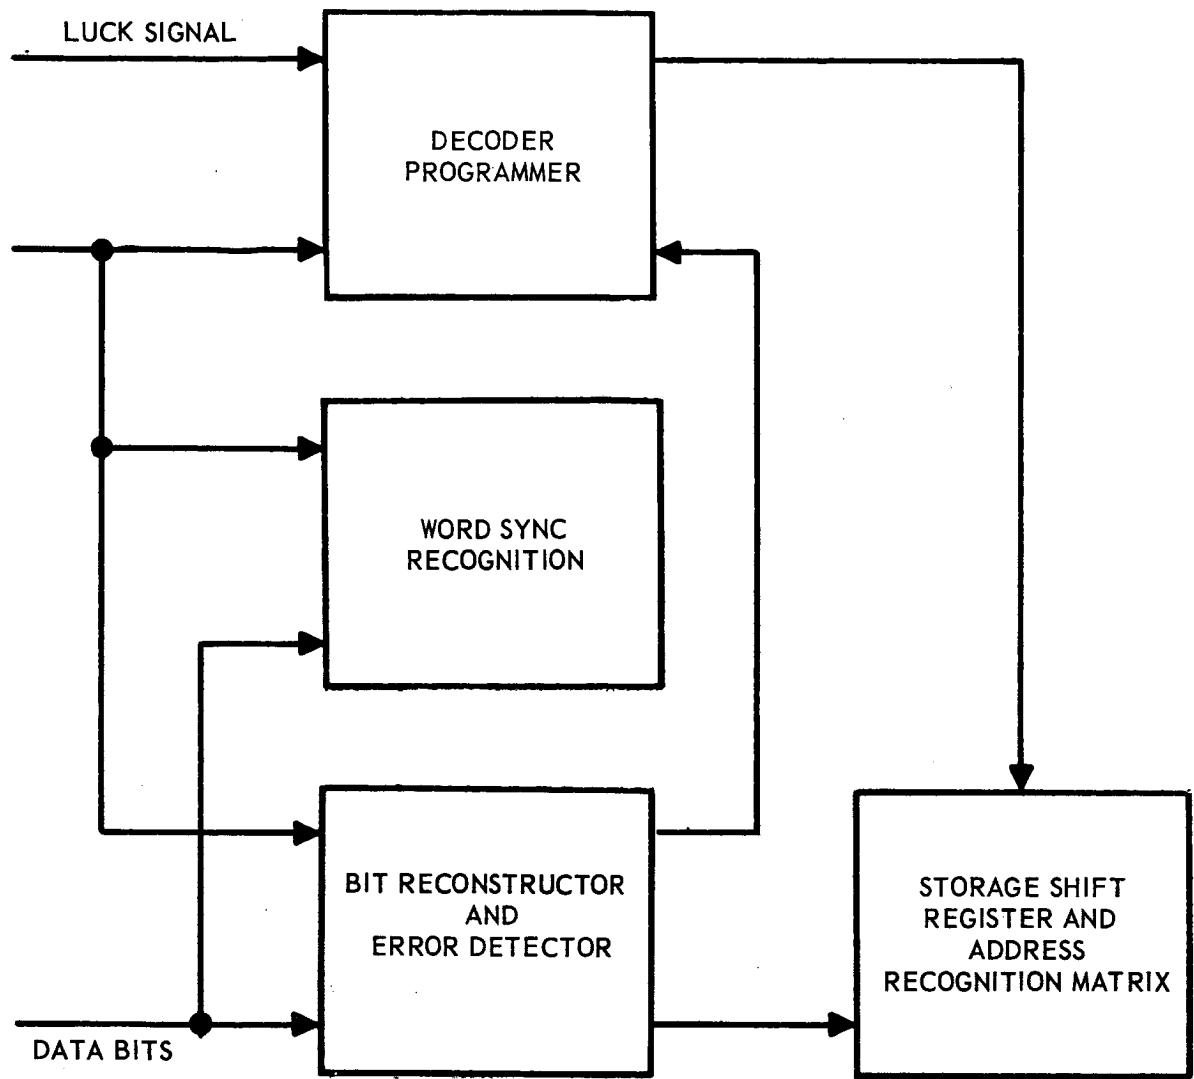 LUCK SIGNAL
DECODER
PROGRAMMER
WORD SYNC
RECOGNITION
BIT RECONSTRUCTOR
AND
ERROR DETECTOR
STORAGE SHIFT
REGISTER AND
ADDRESS
RECOGNITION MATRIX
DATA BITS